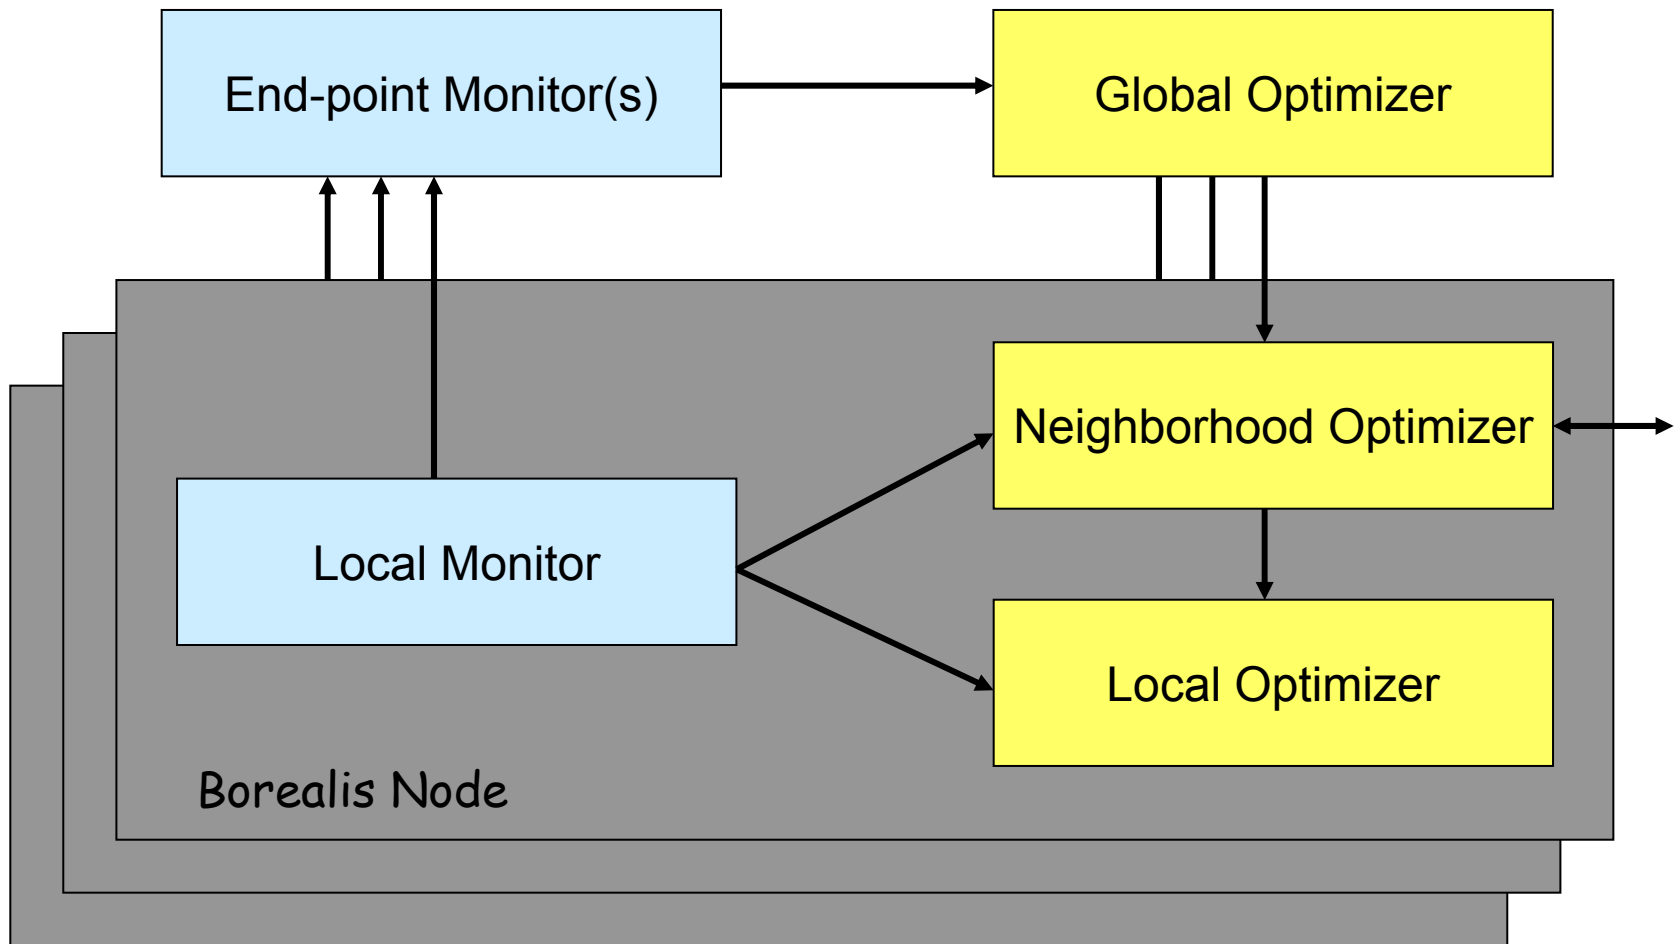 End-point Monitor(s)
Global Optimizer
Neighborhood Optimizer
Local Monitor
Local Optimizer
Borealis Node